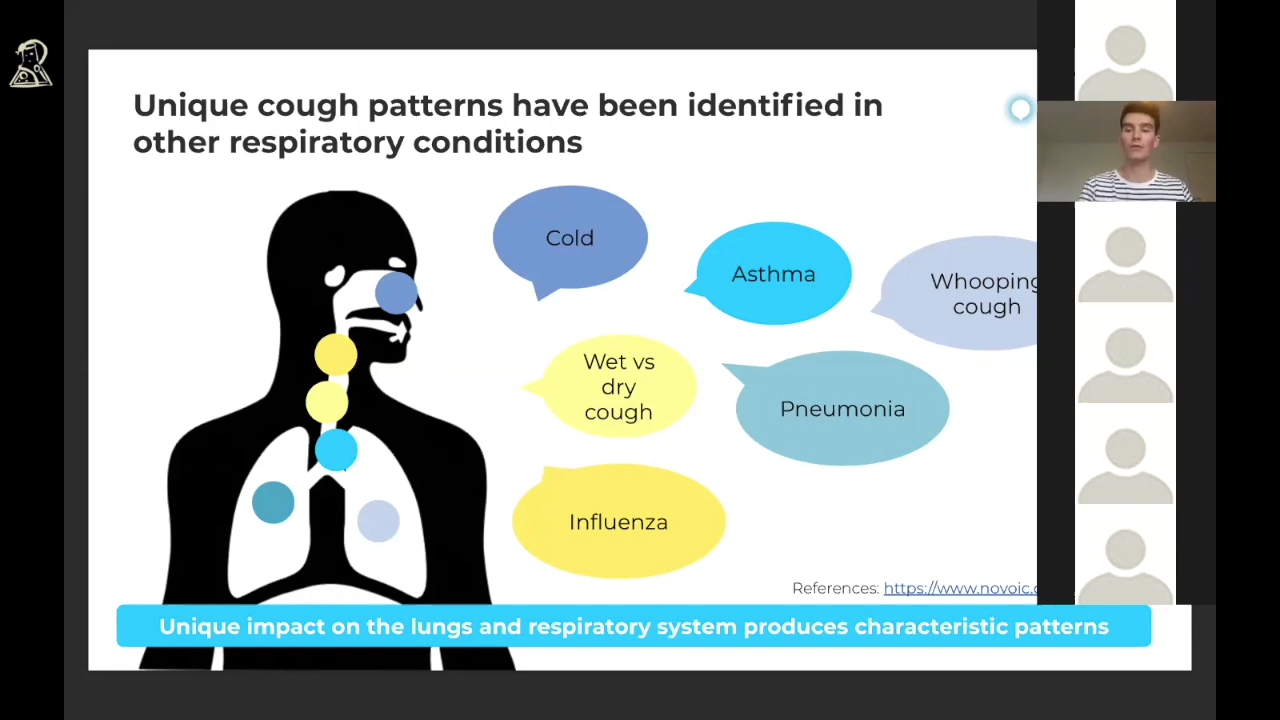 Unique cough patterns have been identified in
other respiratory conditions
Cold
Asthma
Whooping
cough
Wet vs
dry
cough
Pneumonia
Influenza
References: https://www.novoic.
Unique impact on the lungs and respiratory system produces characteristic patterns